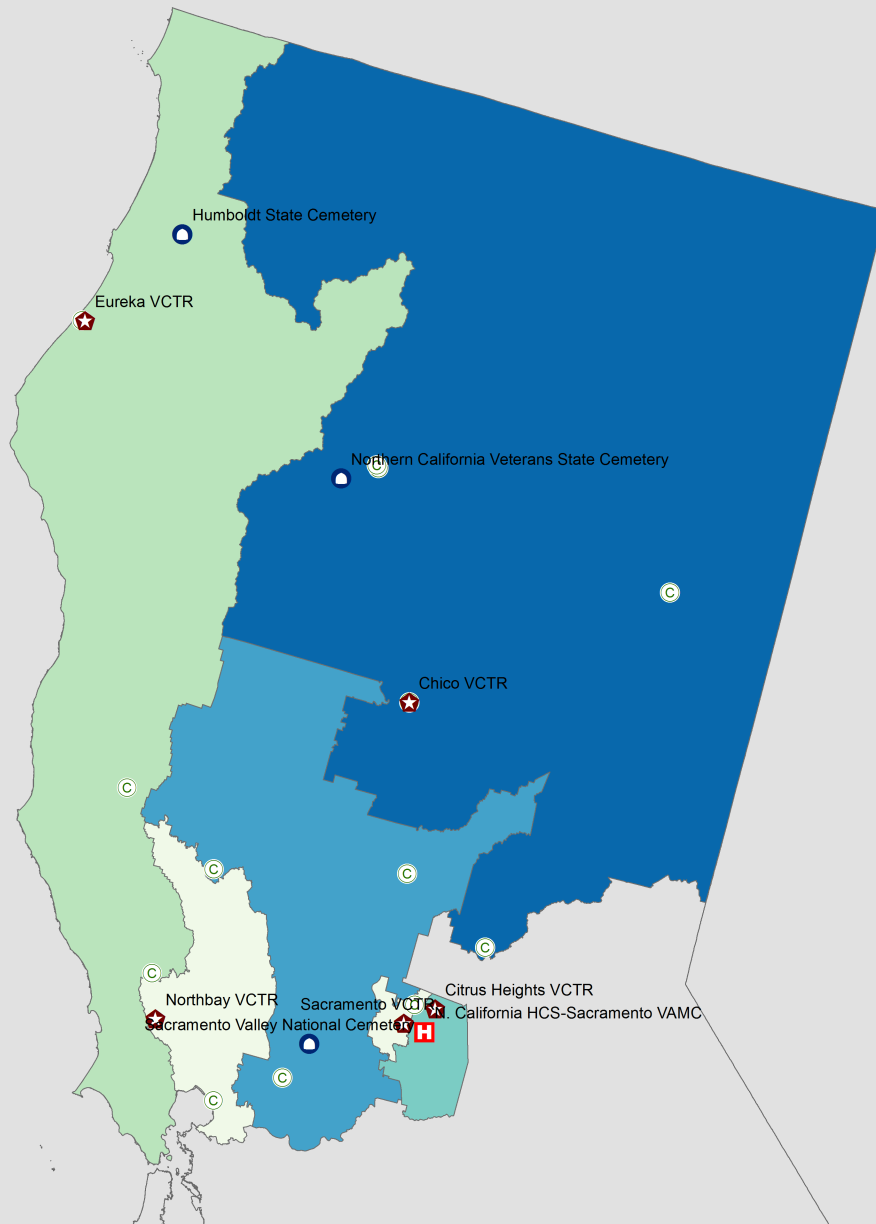 Humboldt State Cemetery
Eureka VCTR
Northern California Veterans State Cemetery
C
C
Chico VCTR
C
C
C
C
C
Citrus Heights VCTR
Northbay VCTR
Sacramento VCTR
C
N. California HCS-Sacramento VAMC
Sacramento Valley National Cemetery
H
C
C